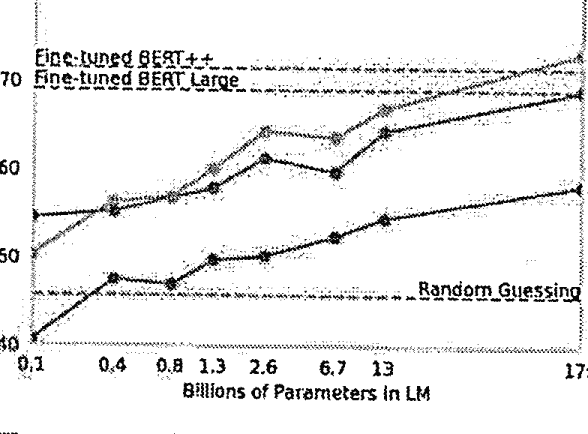 Fine-tuned BERT++
70
Fine-tuned BERT Large
60
50
Random Guessing
40
0.1 0.4 0.8 1.3 2.6 6.7 13 17
Billions of Parameters in LM